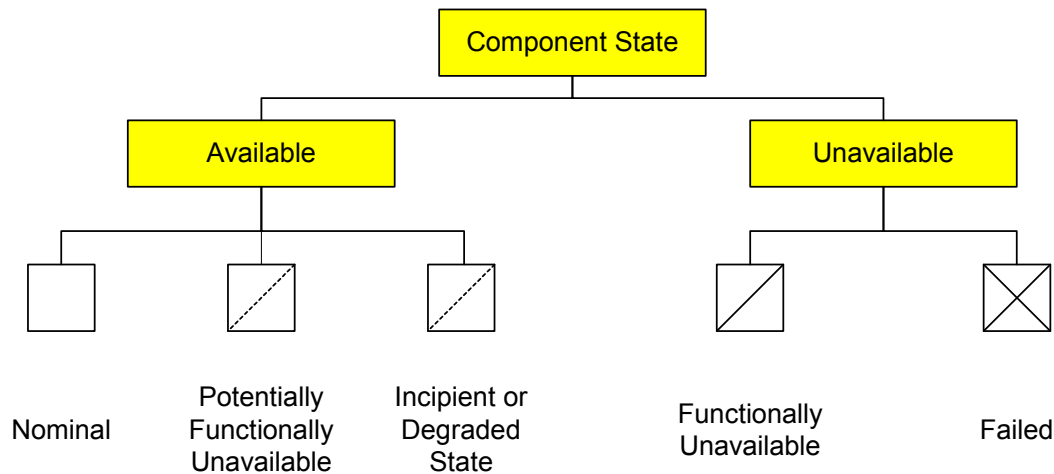 Component State
Available
Unavailable
Nominal
Potentially
Functionally
Unavailable
Incipient or
Degraded
State
Functionally
Unavailable
Failed